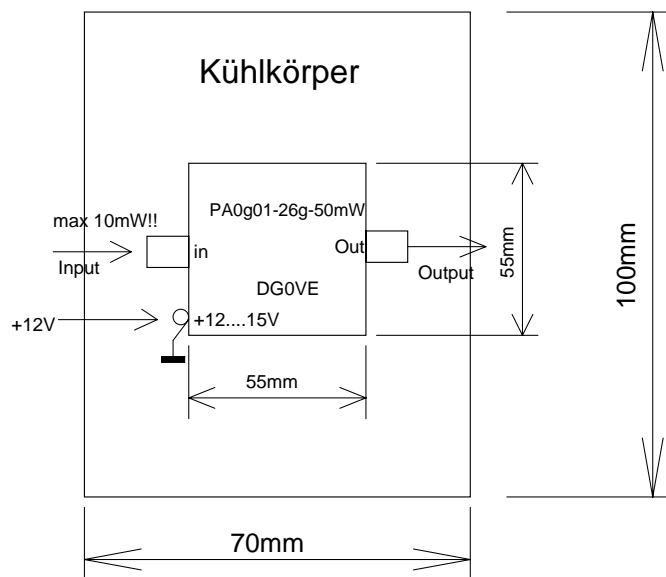 Kühlkörper
PA0g01-26g-50mW
max 10mW!!
Input
in
Out
Output
DG0VE
+12V
+12....15V
55mm
55mm
100mm
70mm